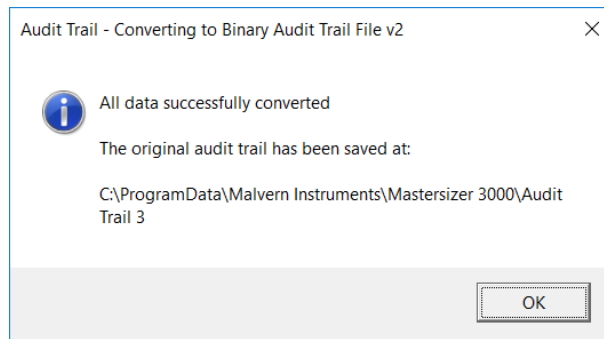 Audit Trail - Converting to Binary Audit Trail File v2
All data successfully converted
The original audit trail has been saved at:
C:\ProgramData\Malvern Instruments\Mastersizer 3000\Audit
Trail 3
OK